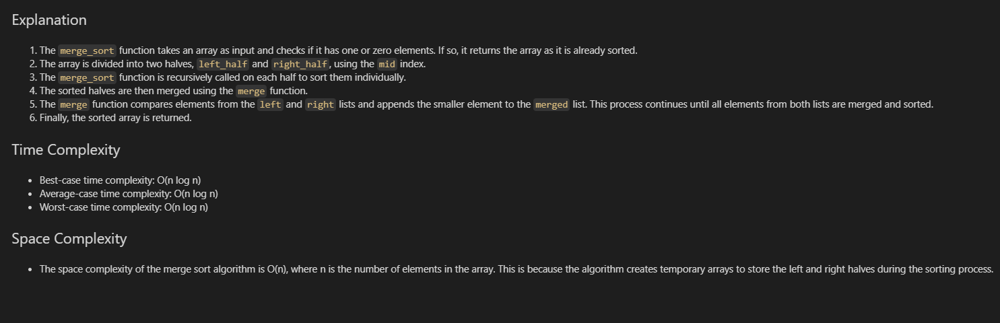 Explanation
1. The merge_sort function takes an array as input and checks if it has one or zero elements. If so, it returns the array as it is already sorted.
2. The array is divided into two halves, left_half and right_half, using the mid index.
3. The merge_sort function is recursively called on each half to sort them individually.
4. The sorted halves are then merged using the merge function.
5. The merge function compares elements from the left and right lists and appends the smaller element to the merged list. This process continues until all elements from both lists are merged and sorted.
6. Finally, the sorted array is returned.
Time Complexity
• Best-case time complexity: O(n log n)
• Average-case time complexity: O(n log n)
• Worst-case time complexity: O(n log n)
Space Complexity
• The space complexity of the merge sort algorithm is O(n), where n is the number of elements in the array. This is because the algorithm creates temporary arrays to store the left and right halves during the sorting process.